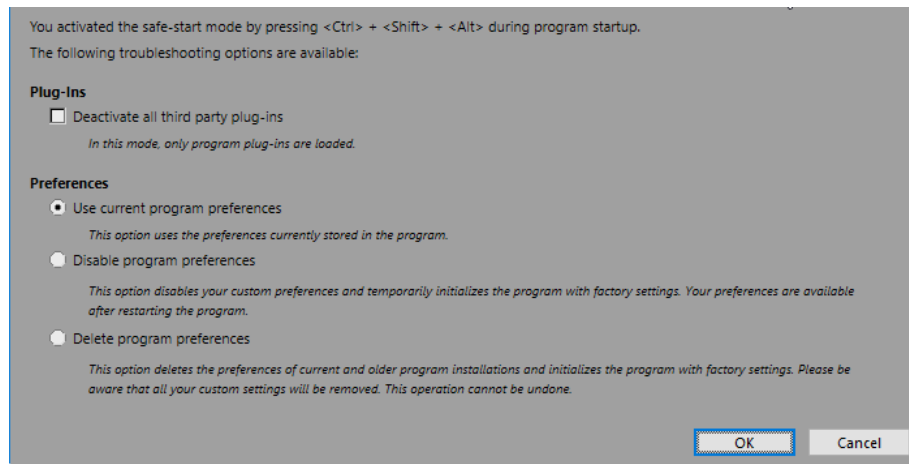 You activated the safe-start mode by pressing <Ctrl> + <Shift> + <Alt> during program startup.
The following troubleshooting options are available:
Plug-Ins
Deactivate all third party plug-ins
In this mode, only program plug-ins are loaded.
Preferences
Use current program preferences
This option uses the preferences currently stored in the program.
Disable program preferences
This option disables your custom preferences and temporarily initializes the program with factory settings. Your preferences are available
after restarting the program.
Delete program preferences
This option deletes the preferences of current and older program installations and initializes the program with factory settings. Please be
aware that all your custom settings will be removed. This operation cannot be undone.
OK Cancel